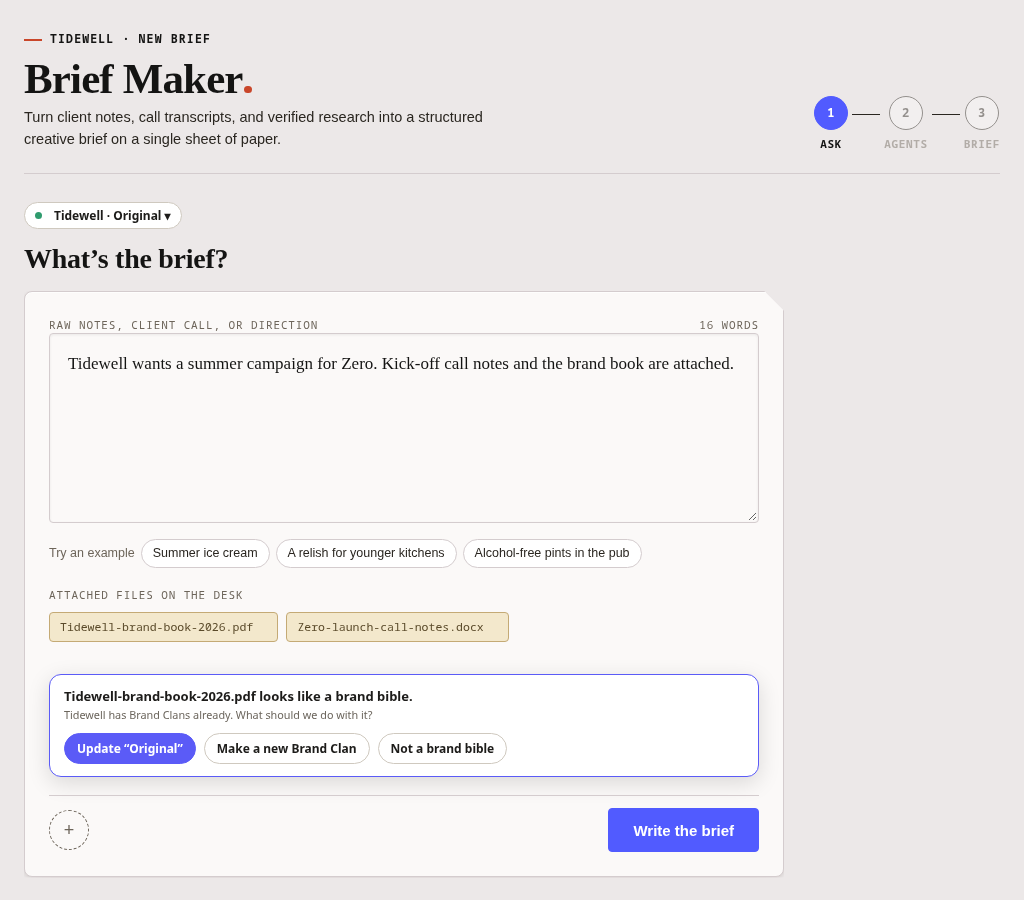 TIDEWELL · NEW BRIEF
Brief Maker.
Turn client notes, call transcripts, and verified research into a structured
creative brief on a single sheet of paper.
1
2
3
ASK
AGENTS
BRIEF
Tidewell · Original ▾
What’s the brief?
RAW NOTES, CLIENT CALL, OR DIRECTION
16 WORDS
Tidewell wants a summer campaign for Zero. Kick-off call notes and the brand book are attached.
Try an example
Summer ice cream
A relish for younger kitchens
Alcohol-free pints in the pub
ATTACHED FILES ON THE DESK
Tidewell-brand-book-2026.pdf
Zero-launch-call-notes.docx
Tidewell-brand-book-2026.pdf looks like a brand bible.
Tidewell has Brand Clans already. What should we do with it?
Update “Original”
Make a new Brand Clan
Not a brand bible
+
Write the brief